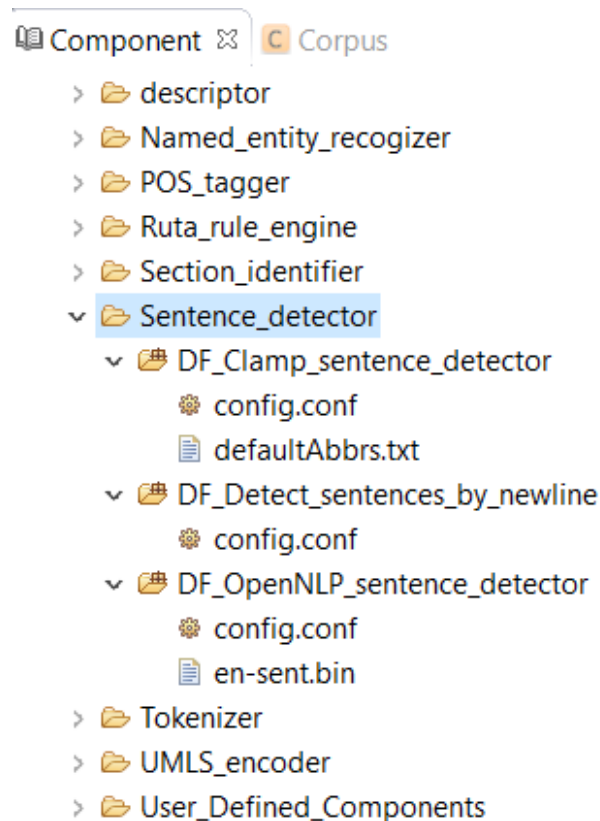 Component C Corpus
descriptor
Named_entity_recogizer
POS_tagger
Ruta_rule_engine
Section_identifier
Sentence_detector
DF_Clamp_sentence_detector
config.conf
defaultAbbrs.txt
DF_Detect_sentences_by_newline
config.conf
DF_OpenNLP_sentence_detector
config.conf
en-sent.bin
Tokenizer
UMLS_encoder
User_Defined_Components